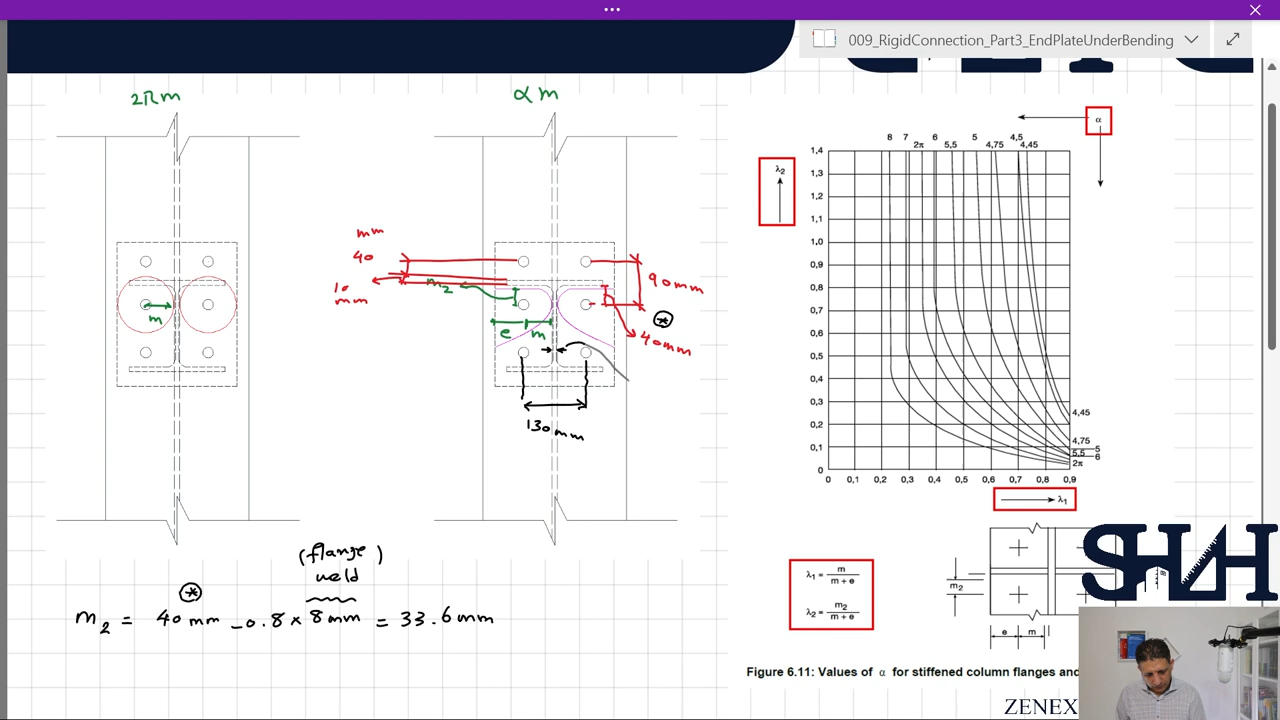 009_RigidConnection_Part3_EndPlateUnderBending
2πm
αm
mm
40
10
mm
m2
e
m
m
90mm
40mm
130mm
(flange
weld)
m2 = 40 mm - 0.8 × 8mm = 33.6 mm
α
8 7 2π 6 5,5 5 4,75 4,5 4,45
λ2
1,4
1,3
1,2
1,1
1.0
0,9
0,8
0,7
0,6
0,5
0,4
0,3
0,2
0,1
0
4,45
4,75
5
5,5
6
2π
0 0,1 0,2 0,3 0,4 0,5 0,6 0,7 0,8 0,9
λ1
λ1 = m / m + e
λ2 = m2 / m + e
m2
e m
Figure 6.11: Values of α for stiffened column flanges and
ZENEX